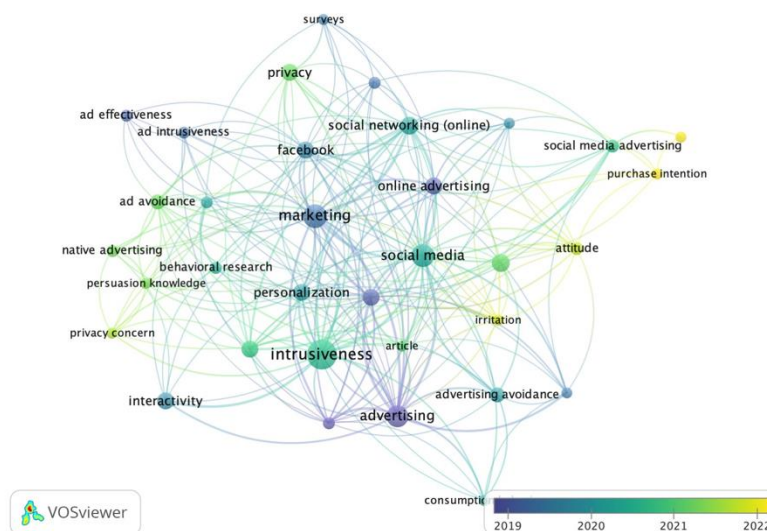 surveys
privacy
ad effectiveness
ad intrusiveness
social networking (online)
facebook
social media advertising
purchase intention
online advertising
ad avoidance
marketing
native advertising
behavioral research
social media
attitude
persuasion knowledge
personalization
privacy concern
irritation
article
intrusiveness
interactivity
advertising avoidance
advertising
consumptio
VOSviewer
2019 2020 2021 2022